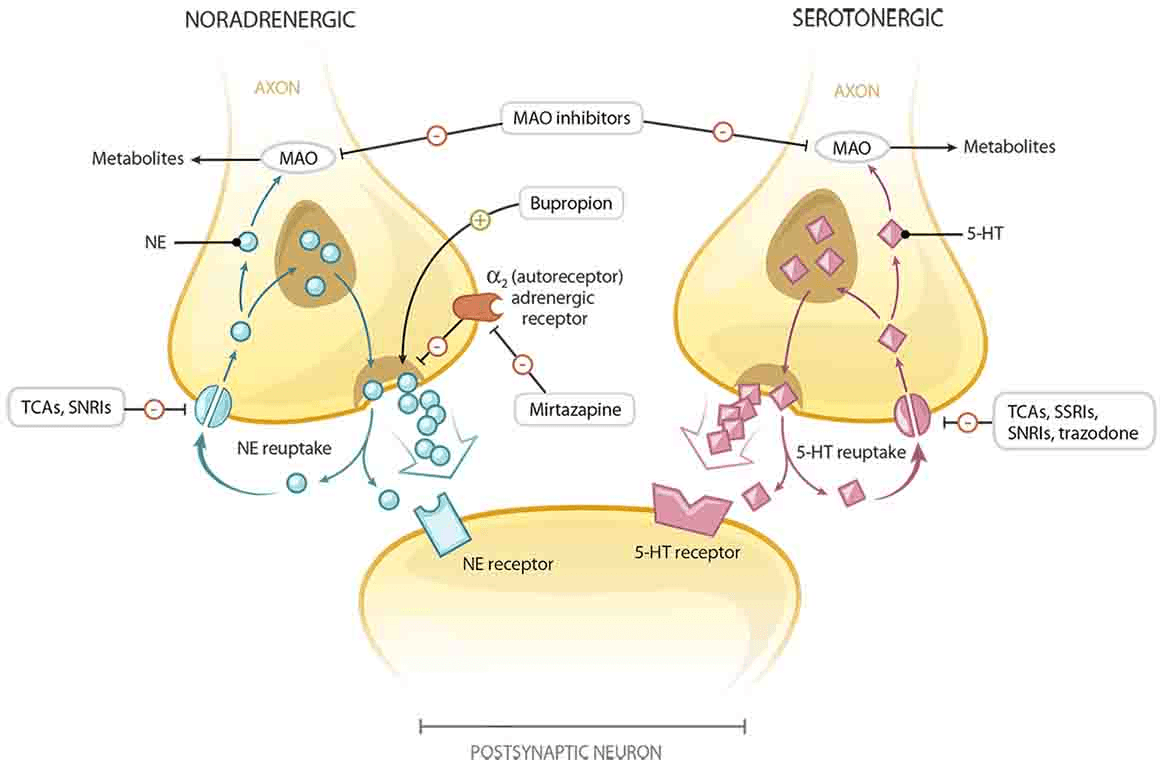 NORADRENERGIC
SEROTONERGIC
AXON
AXON
MAO inhibitors
-
-
Metabolites
MAO
MAO
Metabolites
Bupropion
+
NE
5-HT
α2 (autoreceptor)
adrenergic
receptor
-
-
Mirtazapine
TCAs, SNRIs
-
NE reuptake
5-HT reuptake
-
TCAs, SSRIs,
SNRIs, trazodone
NE receptor
5-HT receptor
POSTSYNAPTIC NEURON